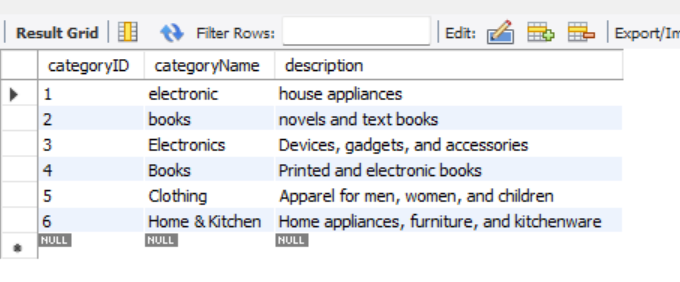 Result Grid Filter Rows: Edit: Export/Im
categoryID categoryName description
1 electronic house appliances
2 books novels and text books
3 Electronics Devices, gadgets, and accessories
4 Books Printed and electronic books
5 Clothing Apparel for men, women, and children
6 Home & Kitchen Home appliances, furniture, and kitchenware
NULL NULL NULL